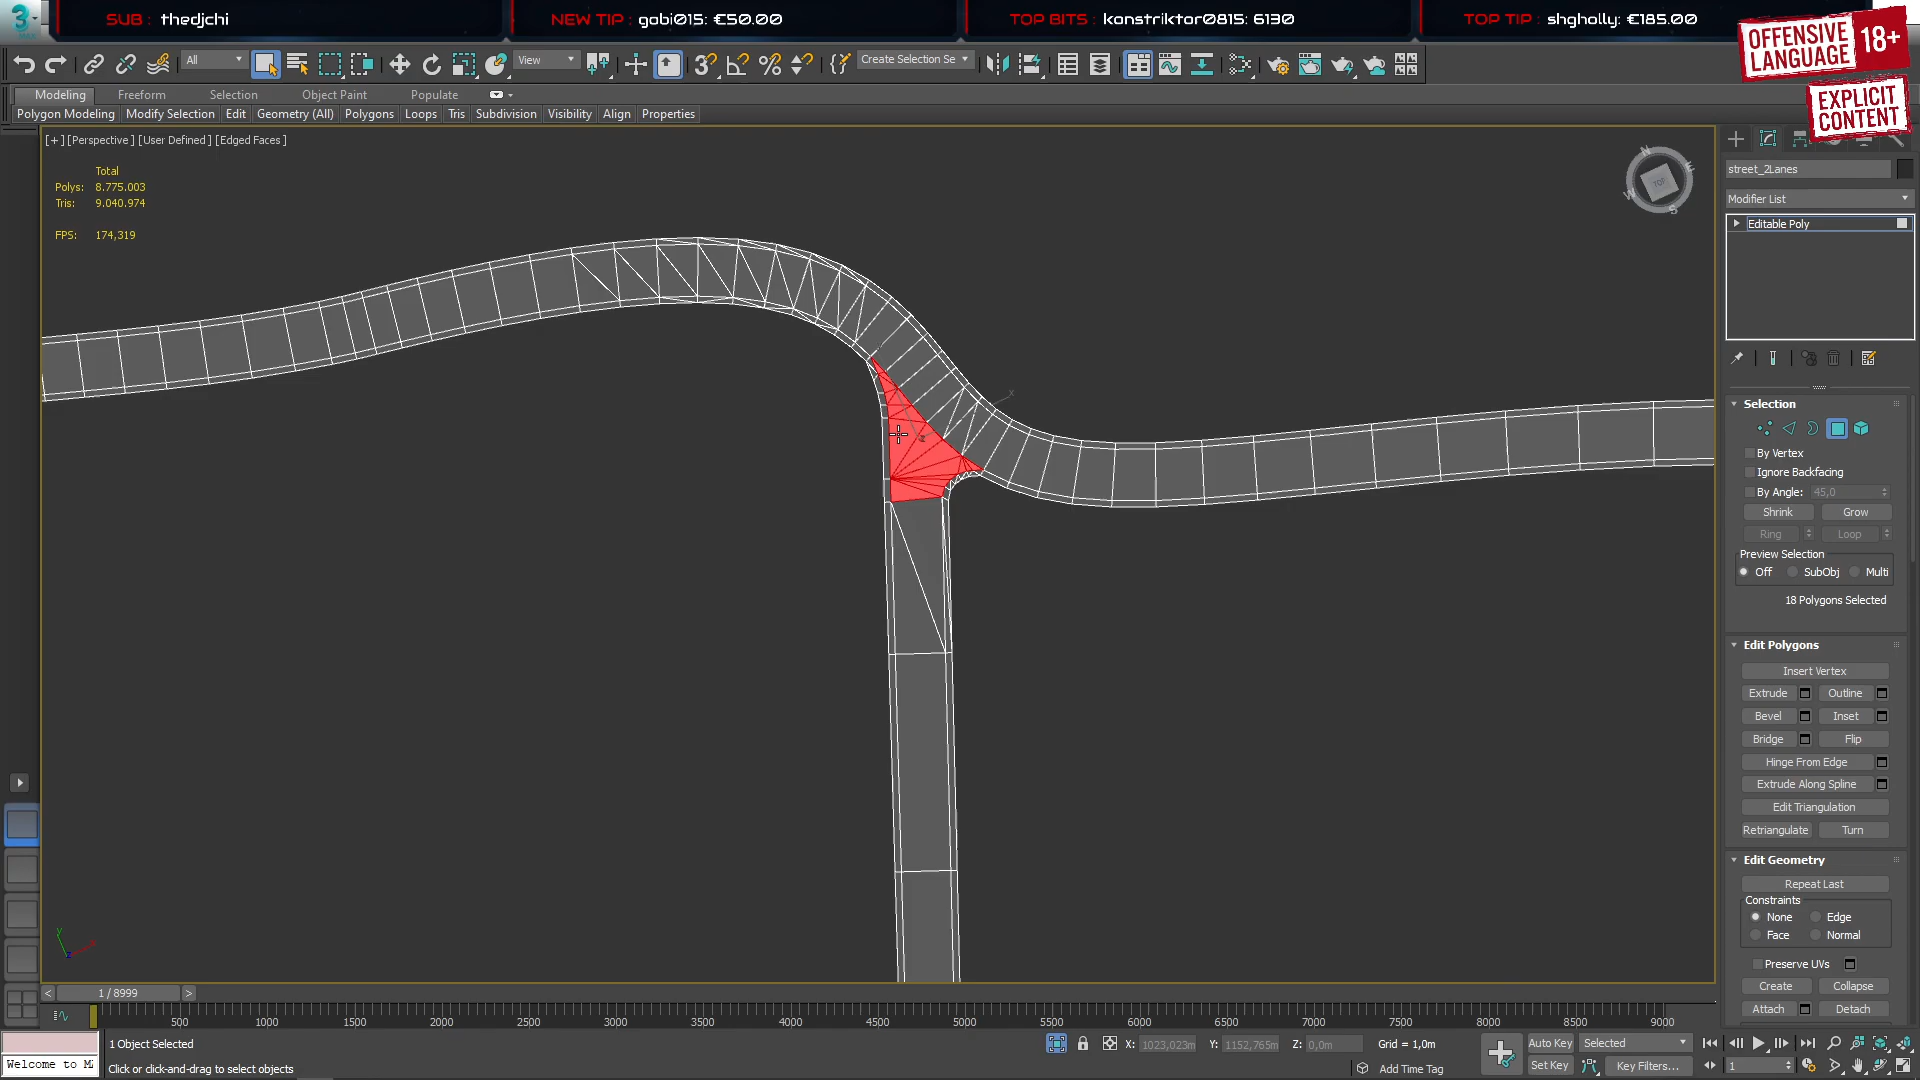 SUB : thedjchi
NEW TIP : gabi015: €50.00
TOP BITS : konstriktor0815: 6130
TOP TIP : shgholly: €185.00
OFFENSIVE LANGUAGE 18+
EXPLICIT CONTENT
3
MAX
All
View
Create Selection Se
Modeling
Freeform
Selection
Object Paint
Populate
Polygon Modeling
Modify Selection
Edit
Geometry (All)
Polygons
Loops
Tris
Subdivision
Visibility
Align
Properties
[+] [Perspective ] [User Defined ] [Edged Faces ]
Total
Polys: 8.775.003
Tris: 9.040.974
FPS: 174,319
N
E
S
W
TOP
x
street_2Lanes
Modifier List
Editable Poly
Selection
By Vertex
Ignore Backfacing
By Angle: 45,0
Shrink
Grow
Ring
Loop
Preview Selection
Off
SubObj
Multi
18 Polygons Selected
Edit Polygons
Insert Vertex
Extrude
Outline
Bevel
Inset
Bridge
Flip
Hinge From Edge
Extrude Along Spline
Edit Triangulation
Retriangulate
Turn
Edit Geometry
Repeat Last
Constraints
None
Edge
Face
Normal
Preserve UVs
Create
Collapse
Attach
Detach
y
< 1 / 8999 >
500 1000 1500 2000 2500 3000 3500 4000 4500 5000 5500 6000 6500 7000 7500 8000 8500 9000
Welcome to Mi
1 Object Selected
Click or click-and-drag to select objects
X: 1023,023m
Y: 1152,765m
Z: 0,0m
Grid = 1,0m
Add Time Tag
Auto Key
Selected
Set Key
Key Filters...
1